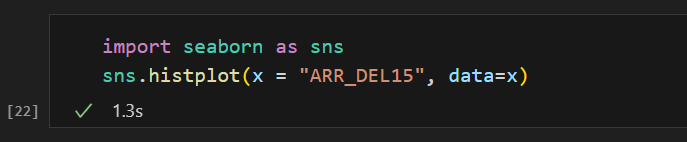 import seaborn as sns
sns.histplot(x = "ARR_DEL15", data=x)
[22]
1.3s